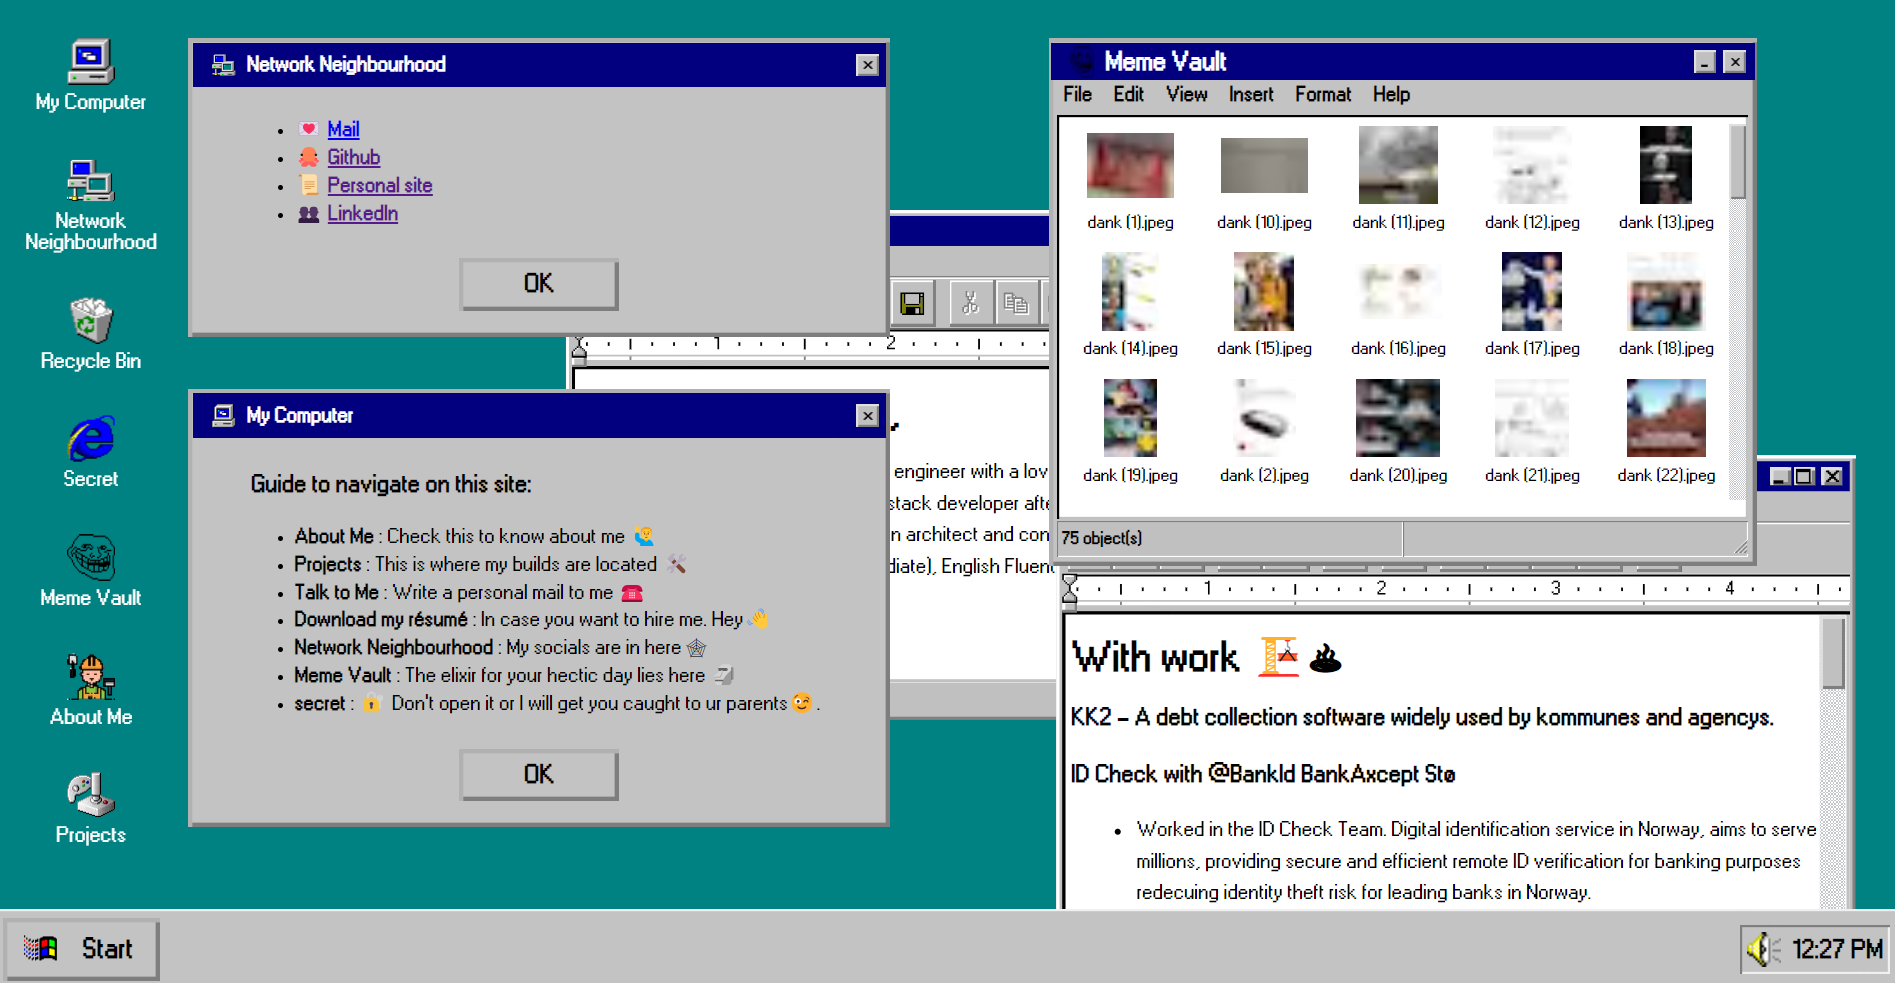 My Computer
Network
Neighbourhood
Recycle Bin
Secret
Meme Vault
About Me
Projects
Network Neighbourhood
Mail
Github
Personal site
LinkedIn
OK
My Computer
Guide to navigate on this site:
About Me : Check this to know about me
Projects : This is where my builds are located
Talk to Me : Write a personal mail to me
Download my résumé : In case you want to hire me. Hey
Network Neighbourhood : My socials are in here
Meme Vault : The elixir for your hectic day lies here
secret : Don't open it or I will get you caught to ur parents .
OK
1 2
engineer with a lov
stack developer afte
n architect and con
diate), English Fluen
Meme Vault
File Edit View Insert Format Help
dank (1).jpeg dank (10).jpeg dank (11).jpeg dank (12).jpeg dank (13).jpeg
dank (14).jpeg dank (15).jpeg dank (16).jpeg dank (17).jpeg dank (18).jpeg
dank (19).jpeg dank (2).jpeg dank (20).jpeg dank (21).jpeg dank (22).jpeg
75 object(s)
1 2 3 4
With work
KK2 – A debt collection software widely used by kommunes and agencys.
ID Check with @BankId BankAxcept Stø
Worked in the ID Check Team. Digital identification service in Norway, aims to serve
millions, providing secure and efficient remote ID verification for banking purposes
redecuing identity theft risk for leading banks in Norway.
Start
12:27 PM